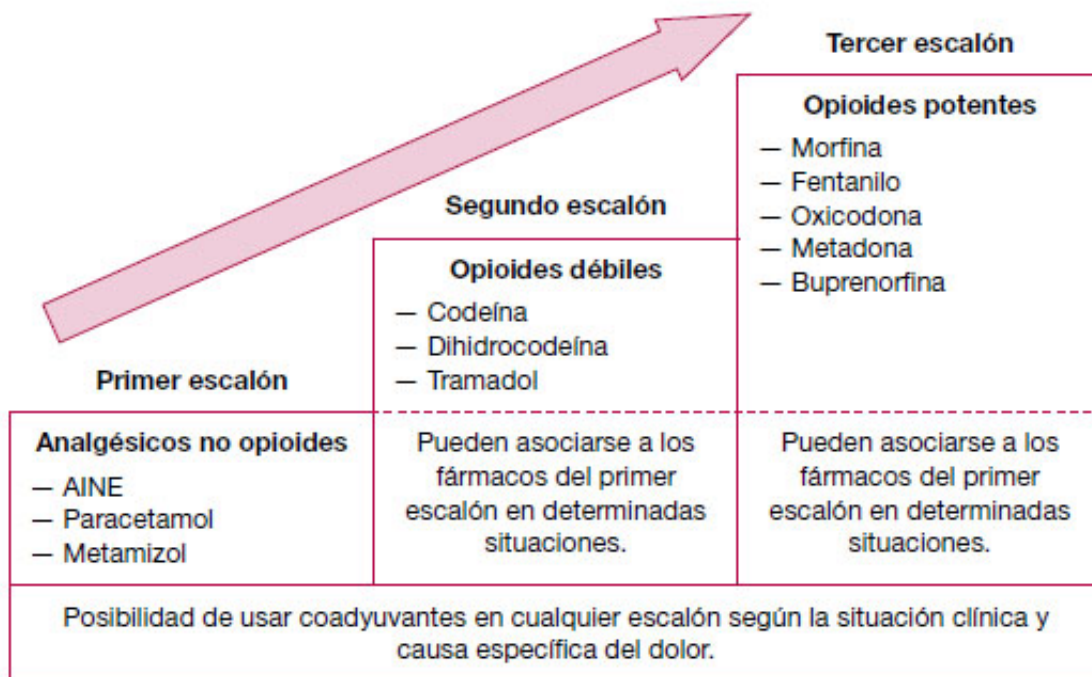 Tercer escalón
Opioides potentes
— Morfina
— Fentanilo
— Oxicodona
— Metadona
— Buprenorfina
Segundo escalón
Opioides débiles
— Codeína
— Dihidrocodeína
— Tramadol
Primer escalón
Analgésicos no opioides
— AINE
— Paracetamol
— Metamizol
Pueden asociarse a los
fármacos del primer
escalón en determinadas
situaciones.
Pueden asociarse a los
fármacos del primer
escalón en determinadas
situaciones.
Posibilidad de usar coadyuvantes en cualquier escalón según la situación clínica y
causa específica del dolor.